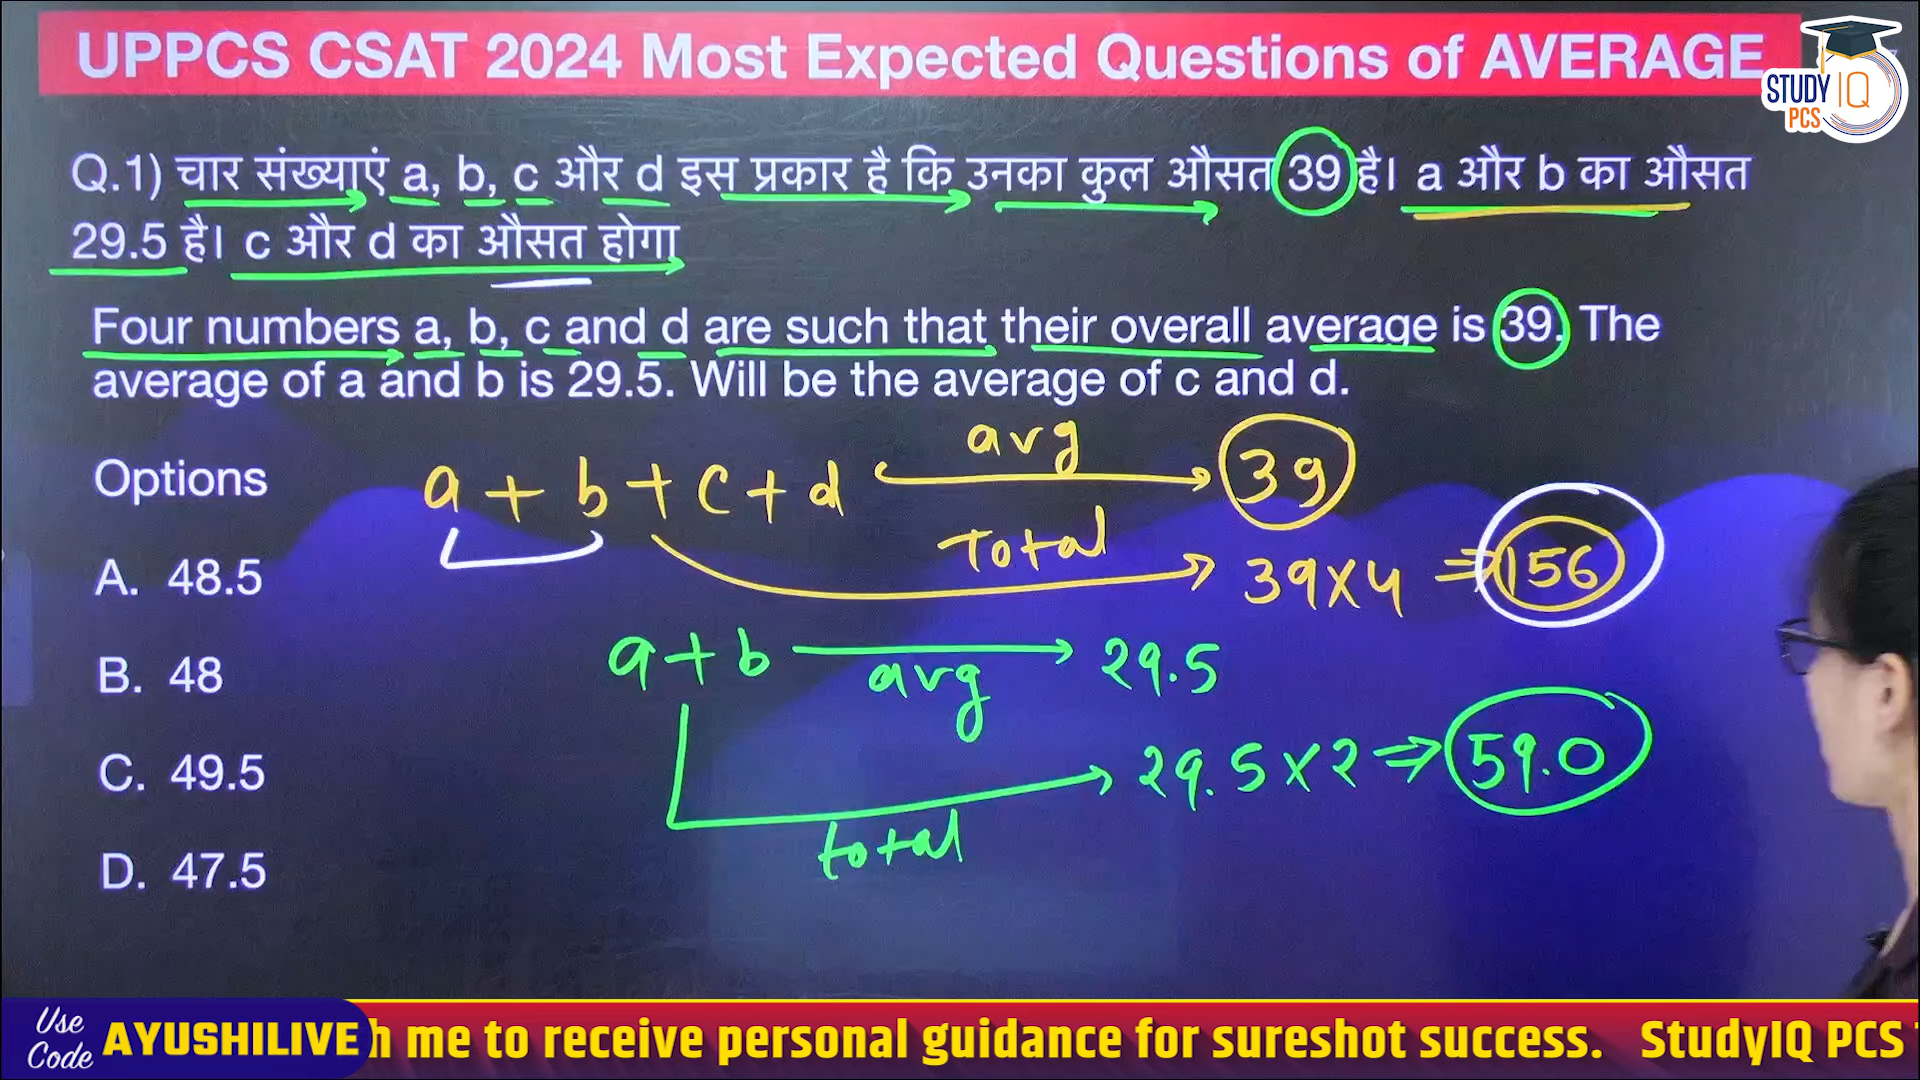 UPPCS CSAT 2024 Most Expected Questions of AVERAGE
STUDY IQ
PCS
Q.1) चार संख्याएं a, b, c और d इस प्रकार है कि उनका कुल औसत 39 है। a और b का औसत
29.5 है। c और d का औसत होगा
Four numbers a, b, c and d are such that their overall average is 39. The
average of a and b is 29.5. Will be the average of c and d.
avg
Options
a + b + c + d 39
Total
A. 48.5
39×4 ⇒ 156
B. 48
a + b 29.5
avg
C. 49.5
29.5×2 ⇒ 59.0
total
D. 47.5
Use
Code
AYUSHILIVE
h me to receive personal guidance for sureshot success. StudyIQ PCS